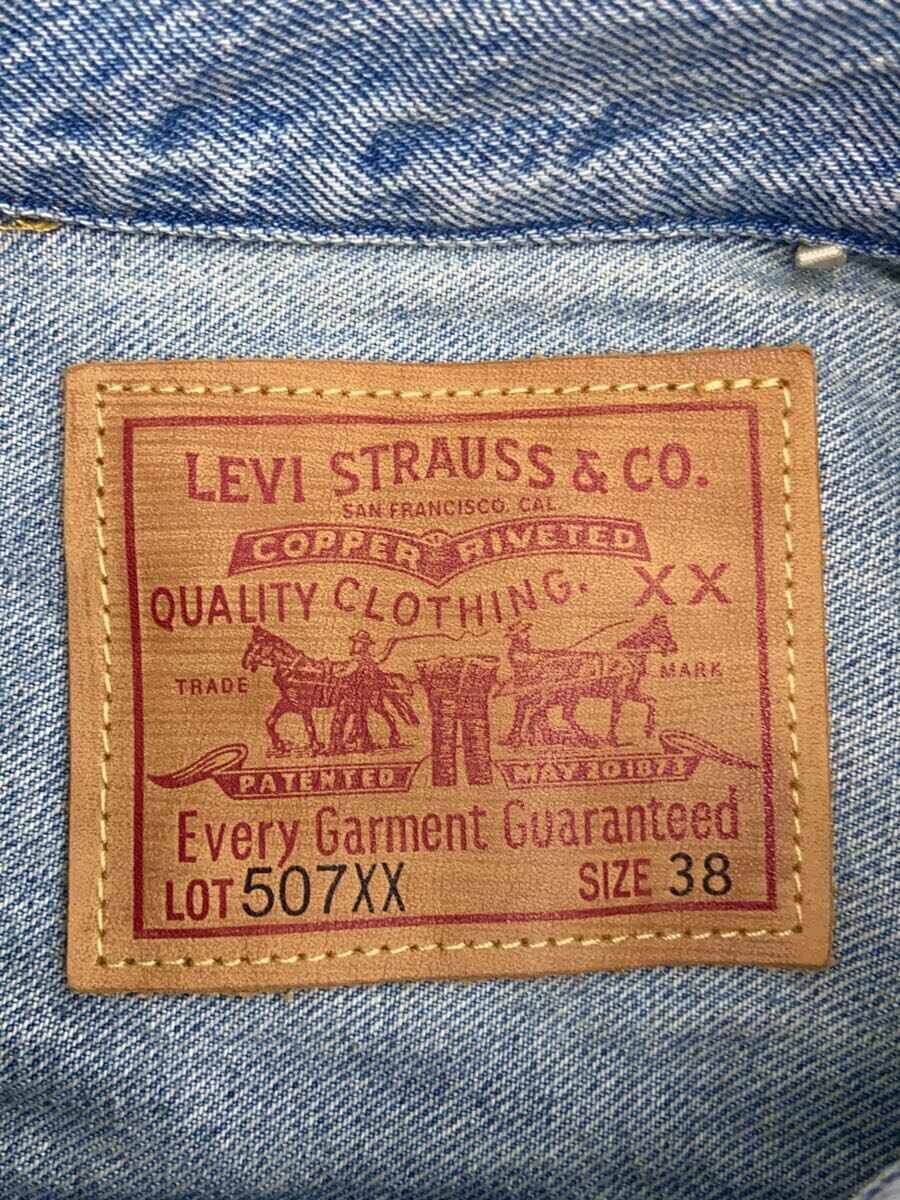 LEVI STRAUSS & CO.
SAN FRANCISCO, CAL.
COPPER RIVETED
QUALITY CLOTHING. XX
TRADE MARK
PATENTED MAY 20 1873
Every Garment Guaranteed™
LOT 507XX SIZE 38